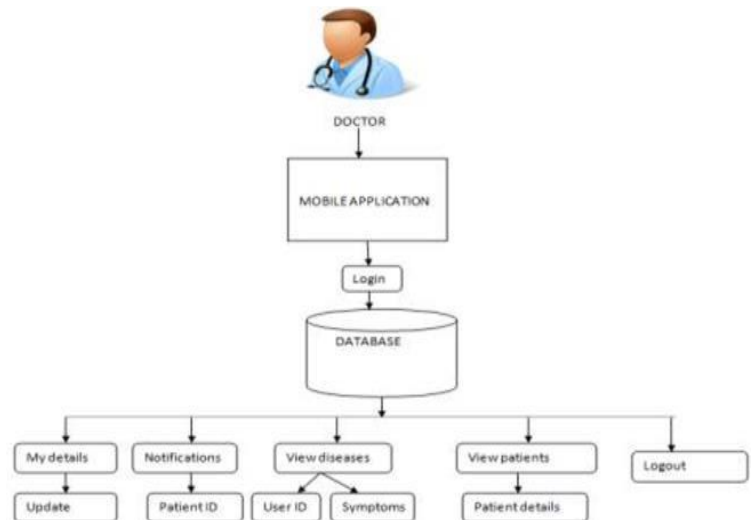 DOCTOR
MOBILE APPLICATION
Login
DATABASE
My details
Notifications
View diseases
View patients
Logout
Update
Patient ID
User ID
Symptoms
Patient details